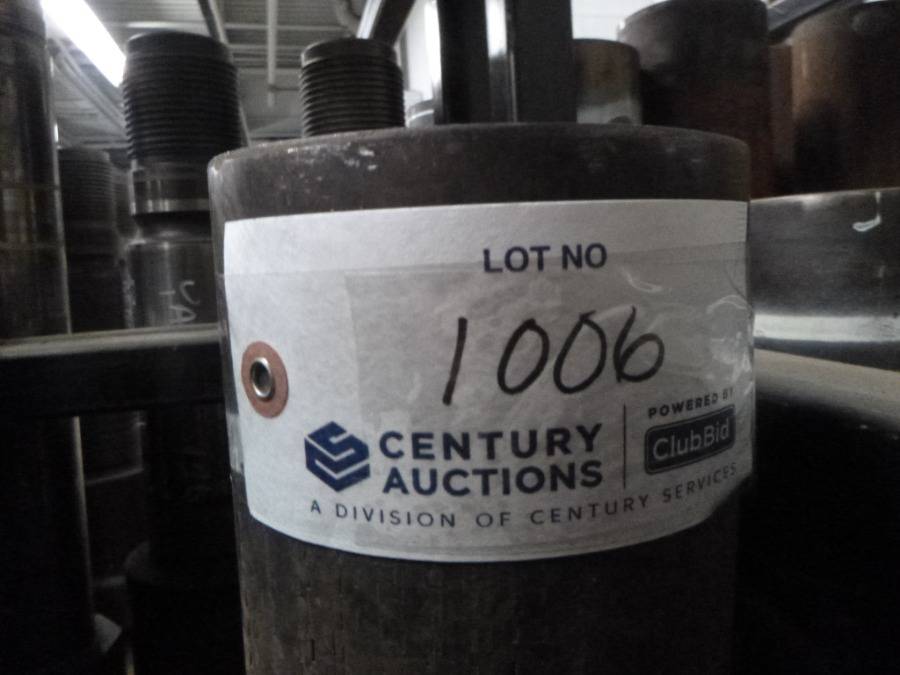 LOT NO
1006
CENTURY
AUCTIONS
POWERED BY
ClubBid
A DIVISION OF CENTURY SERVICES